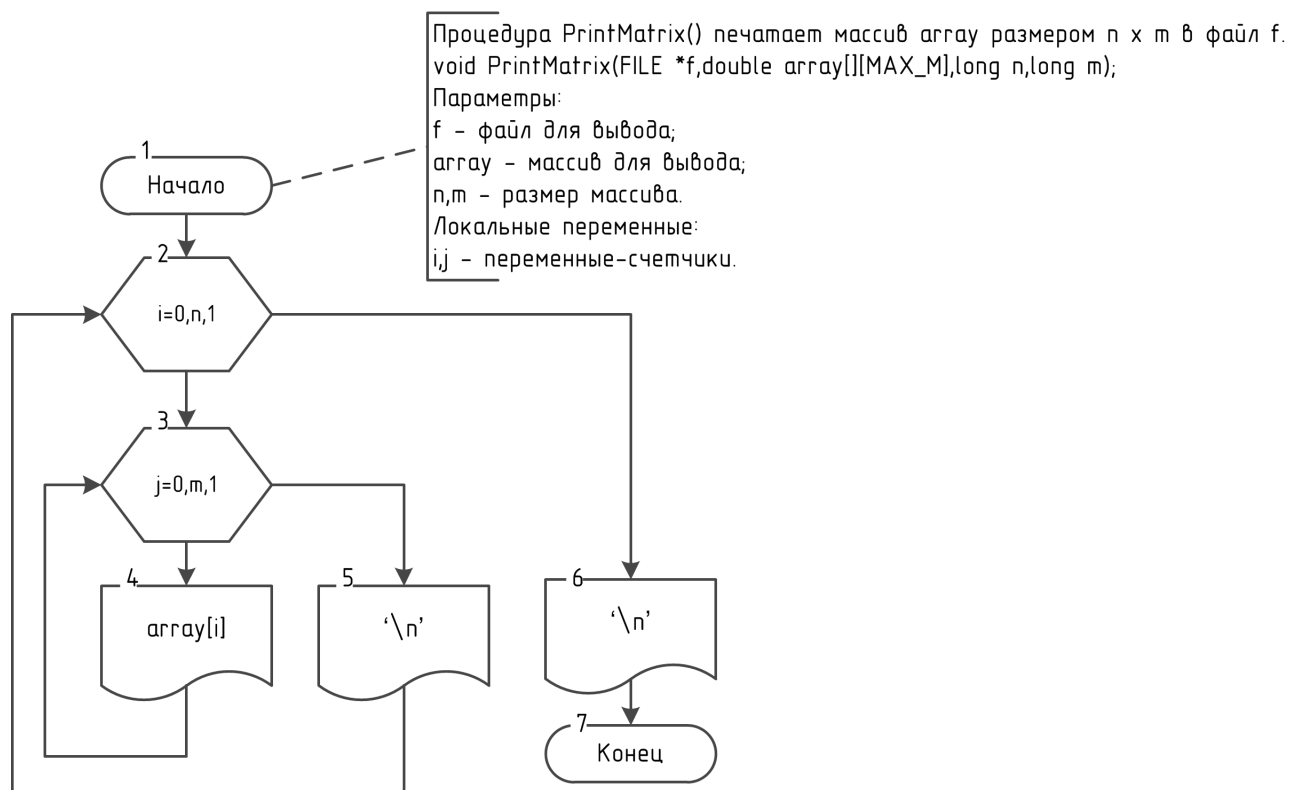 Процедура PrintMatrix() печатает массив array размером n x m в файл f.
void PrintMatrix(FILE *f,double array[][MAX_M],long n,long m);
Параметры:
f - файл для вывода;
array - массив для вывода;
n,m - размер массива.
Локальные переменные:
i,j - переменные-счетчики.
1
Начало
2
i=0,n,1
3
j=0,m,1
4
array[i]
5
‘\n’
6
‘\n’
7
Конец